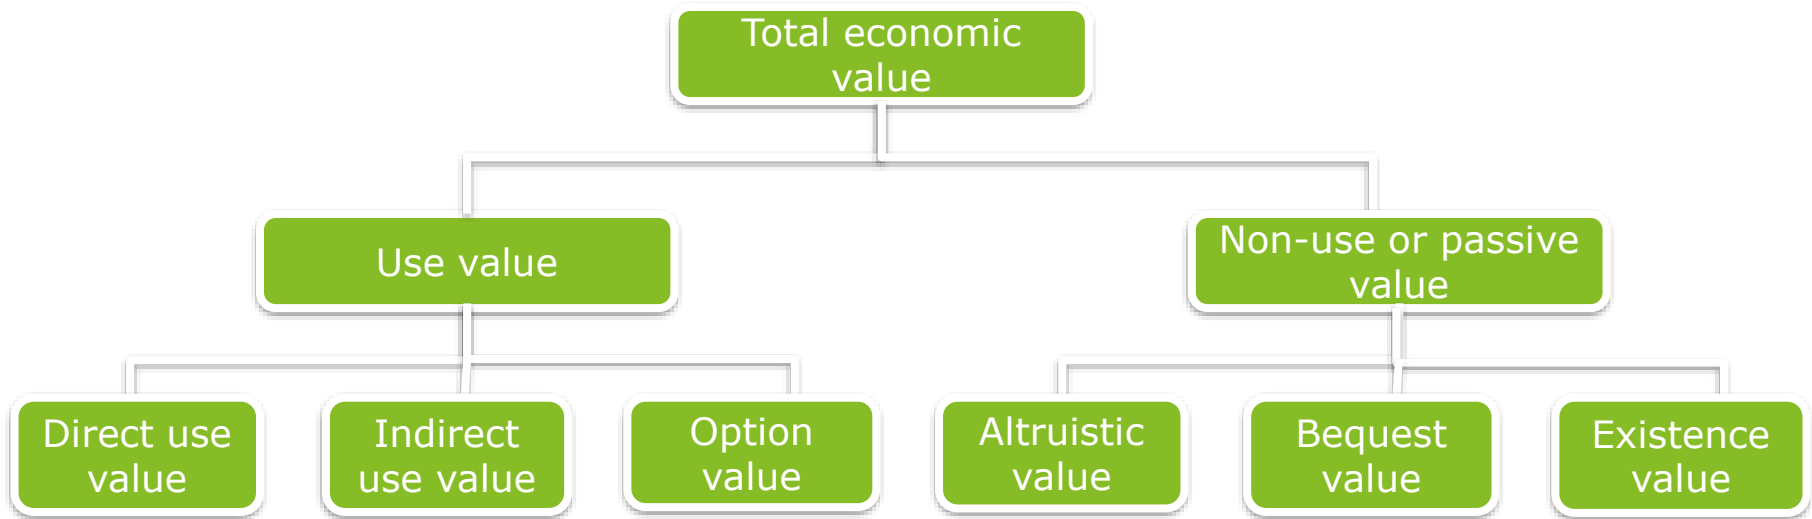 Total economic
value
Use value
Non-use or passive
value
Direct use
value
Indirect
use value
Option
value
Altruistic
value
Bequest
value
Existence
value